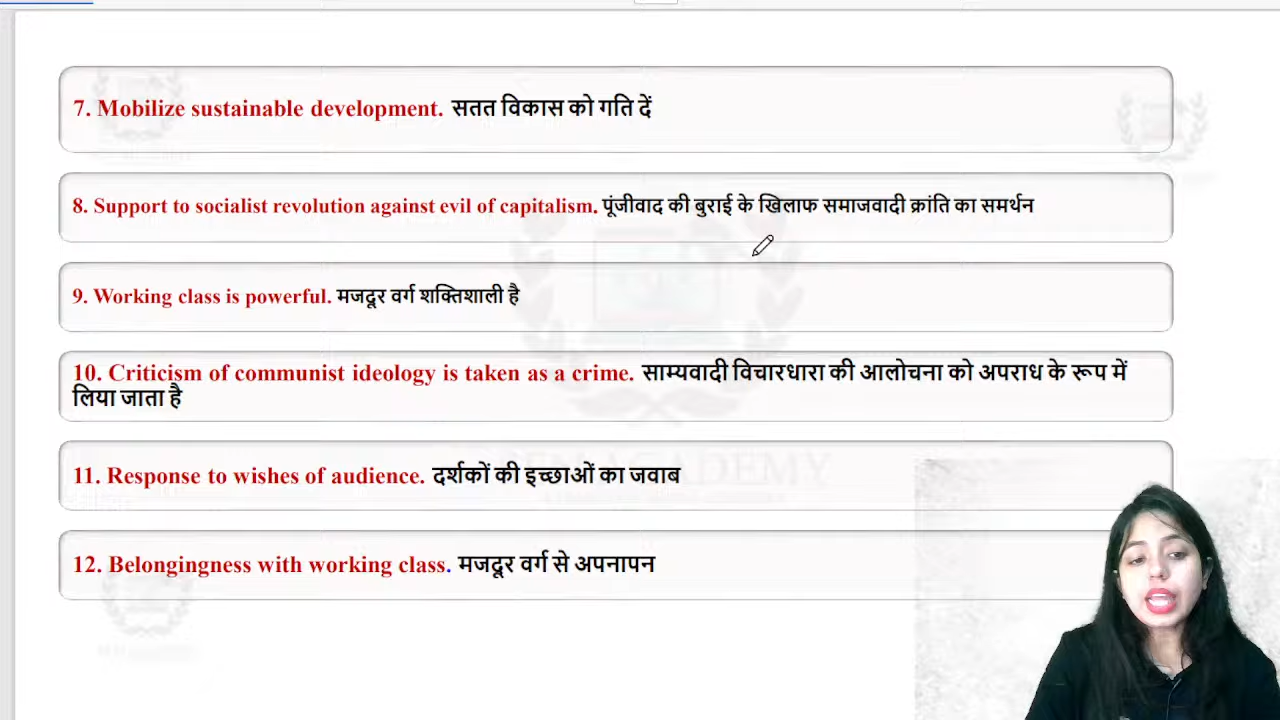 7. Mobilize sustainable development. सतत विकास को गति दें
8. Support to socialist revolution against evil of capitalism. पूंजीवाद की बुराई के खिलाफ समाजवादी क्रांति का समर्थन
9. Working class is powerful. मजदूर वर्ग शक्तिशाली है
10. Criticism of communist ideology is taken as a crime. साम्यवादी विचारधारा की आलोचना को अपराध के रूप में
लिया जाता है
11. Response to wishes of audience. दर्शकों की इच्छाओं का जवाब
ACADEMY
12. Belongingness with working class. मजदूर वर्ग से अपनापन